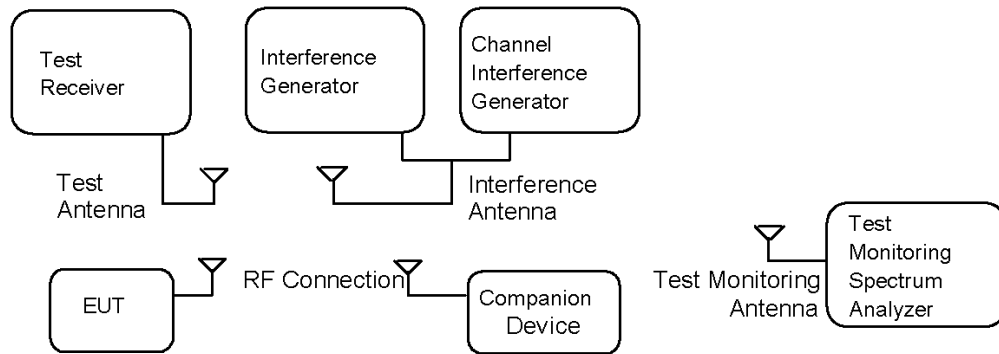 Test
Receiver
Interference
Generator
Channel
Interference
Generator
Test
Antenna
Interference
Antenna
EUT
RF Connection
Companion
Device
Test Monitoring
Antenna
Test
Monitoring
Spectrum
Analyzer